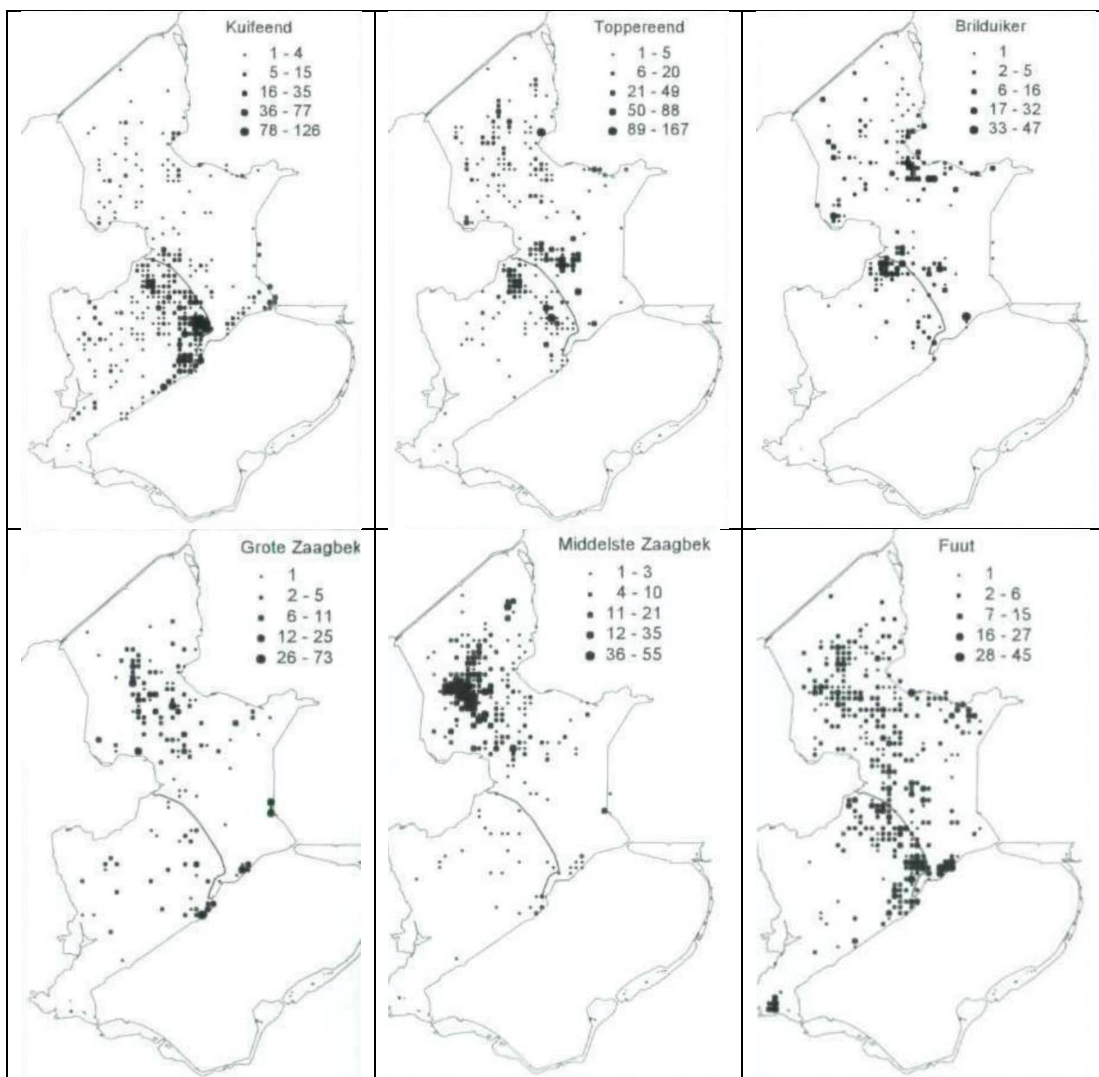 Kuifeend
1 - 4
5 - 15
16 - 35
36 - 77
78 - 126
Toppereend
1 - 5
6 - 20
21 - 49
50 - 88
89 - 167
Brilduiker
1
2 - 5
6 - 16
17 - 32
33 - 47
Grote Zaagbek
1
2 - 5
6 - 11
12 - 25
26 - 73
Middelste Zaagbek
1 - 3
4 - 10
11 - 21
12 - 35
36 - 55
Fuut
1
2 - 6
7 - 15
16 - 27
28 - 45